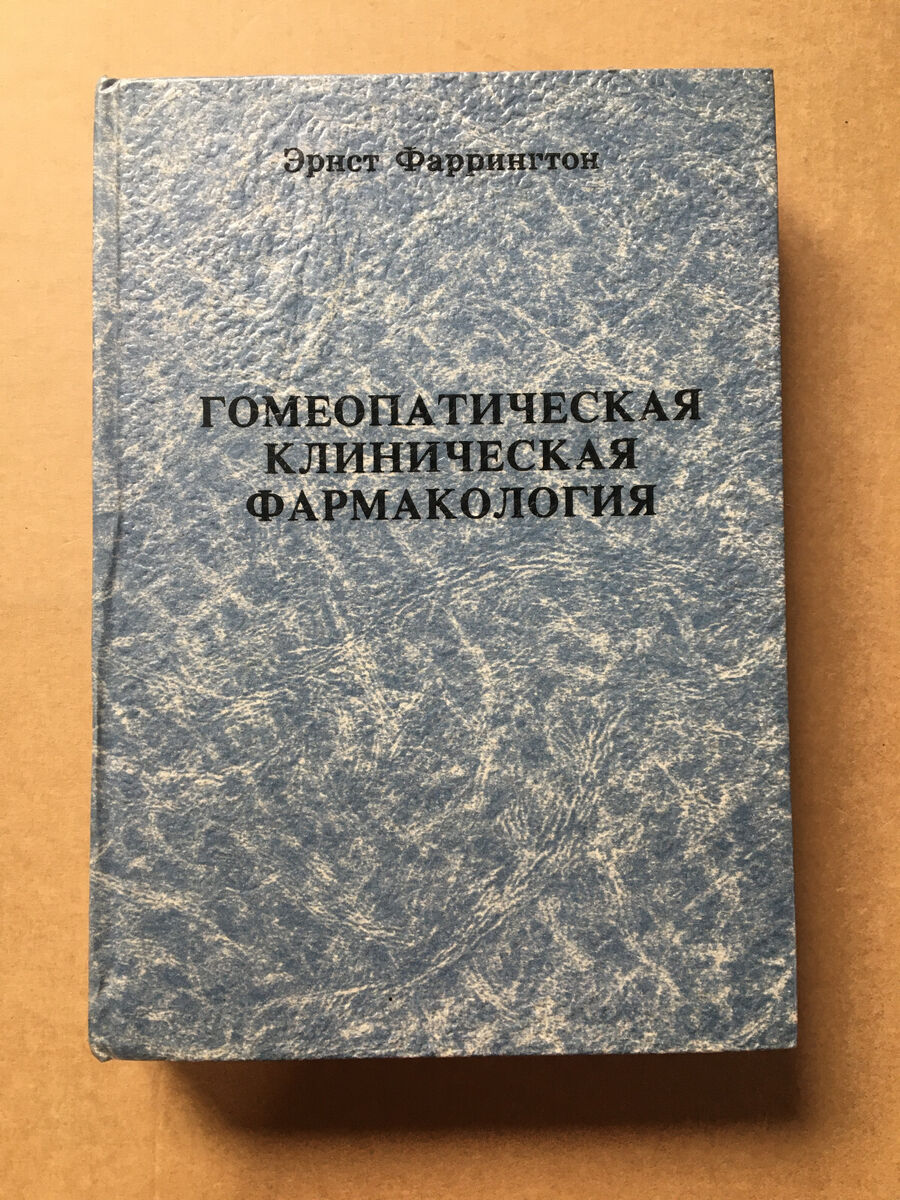 Эрнст Фаррингтон
ГОМЕОПАТИЧЕСКАЯ
КЛИНИЧЕСКАЯ
ФАРМАКОЛОГИЯ